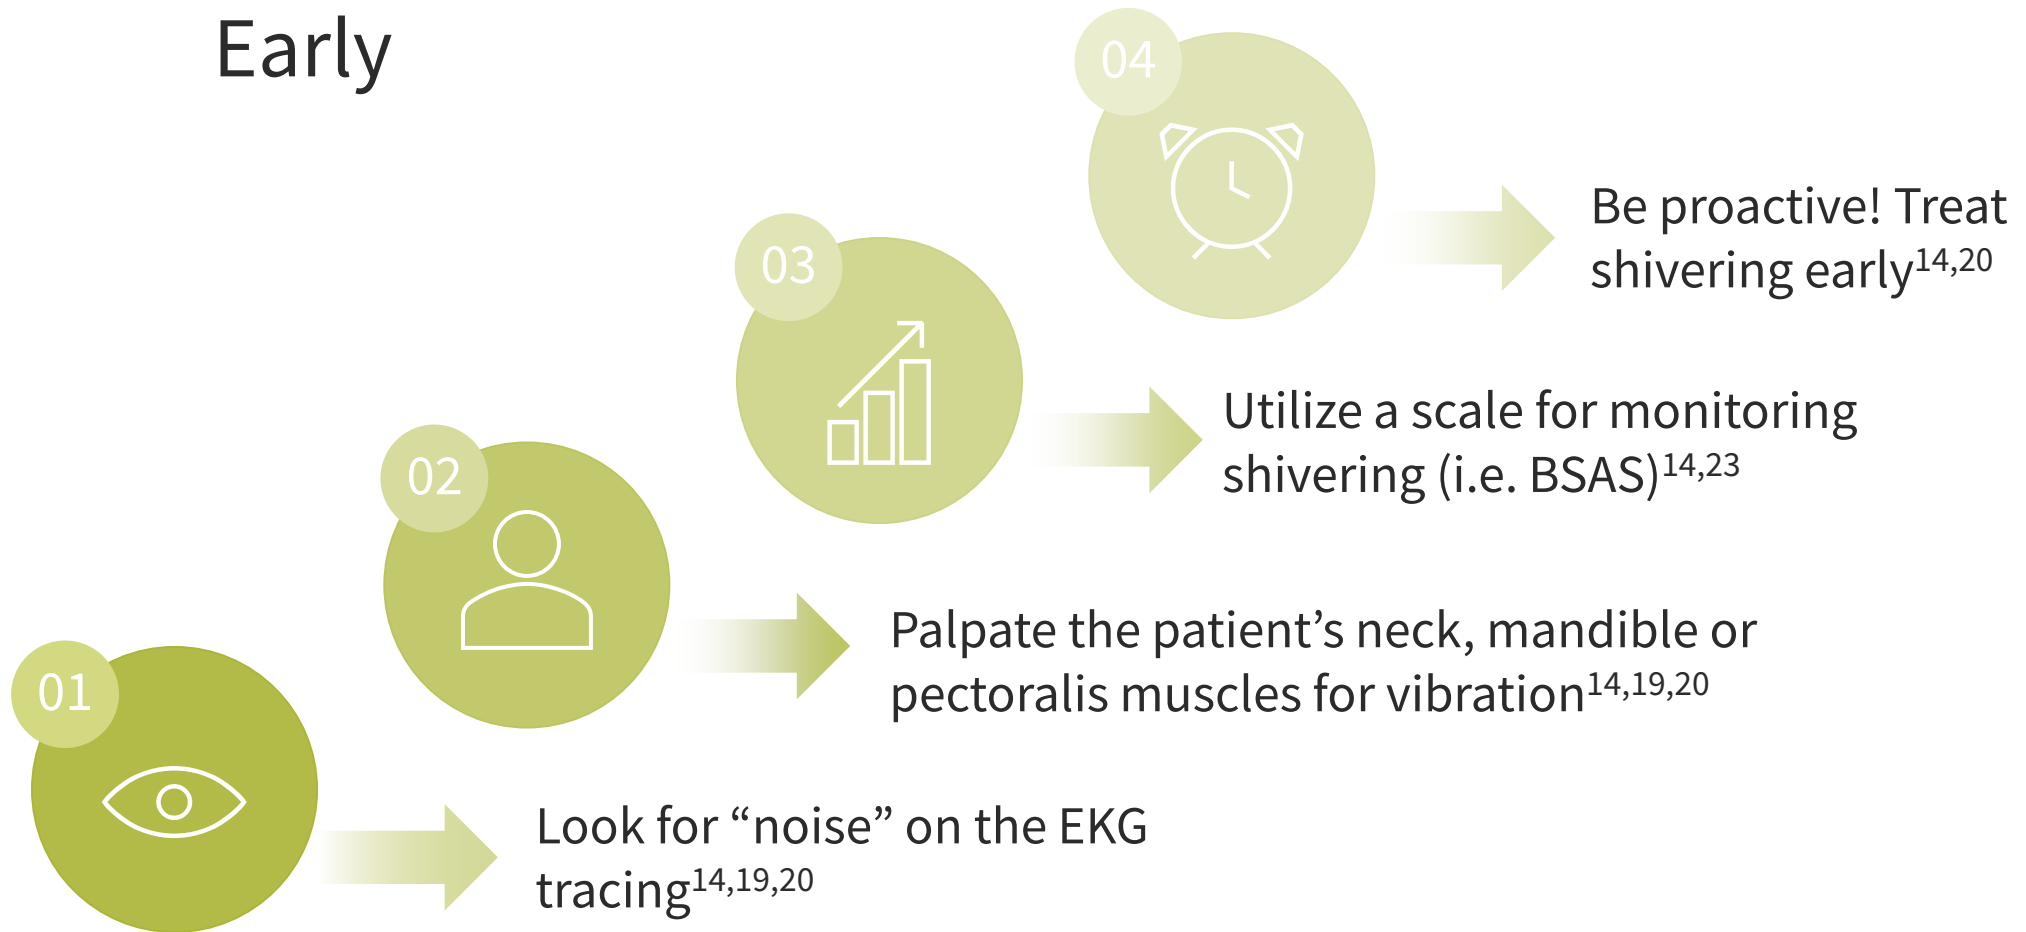 Early
04
Be proactive! Treat
shivering early14,20
03
Utilize a scale for monitoring
shivering (i.e. BSAS)14,23
02
Palpate the patient’s neck, mandible or
pectoralis muscles for vibration14,19,20
01
Look for “noise” on the EKG
tracing14,19,20